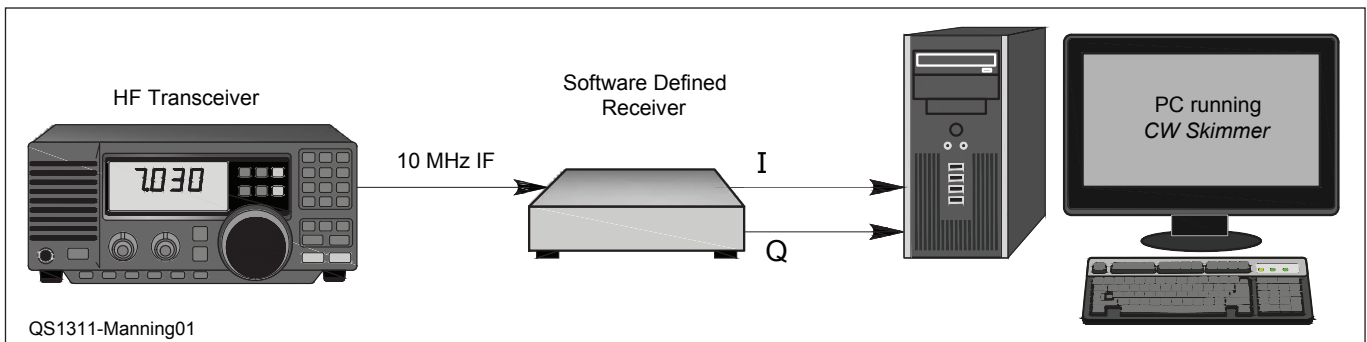 HF Transceiver
7.030
10 MHz IF
Software Defined
Receiver
I
Q
PC running
CW Skimmer
QS1311-Manning01